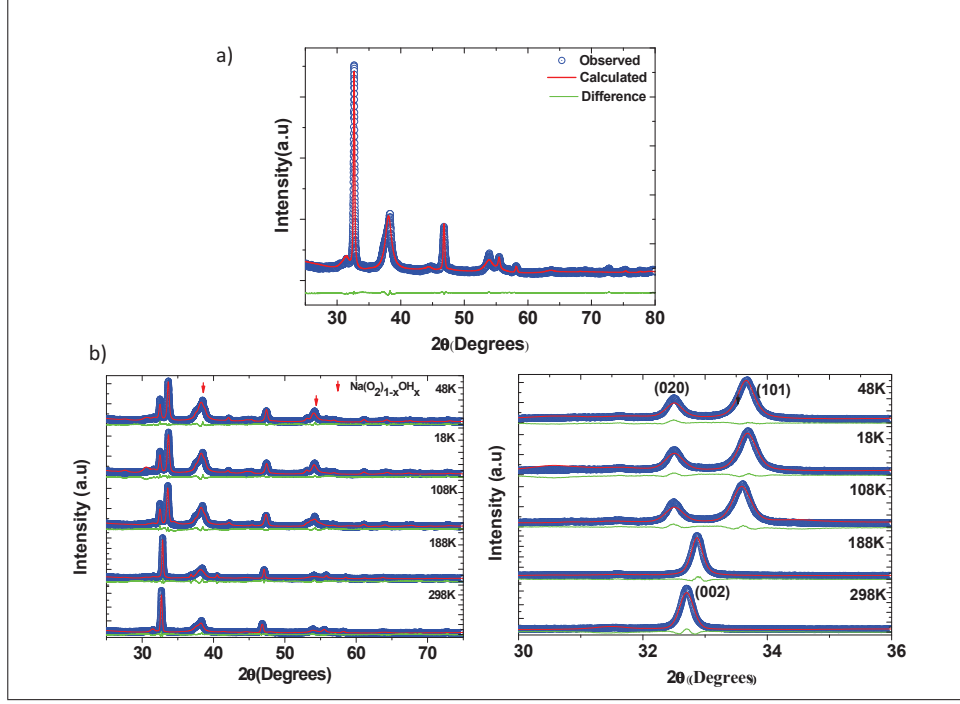 a)
Observed
Calculated
Difference
Intensity(a.u)
30 40 50 60 70 80
2θ(Degrees)
b)
Na(O2)1-xOHx
48K
18K
108K
188K
298K
Intensity (a.u)
30 40 50 60 70
2θ(Degrees)
(020)
(101)
48K
18K
108K
188K
(002)
298K
Intensity (a.u)
30 32 34 36
2θ((Degrees))